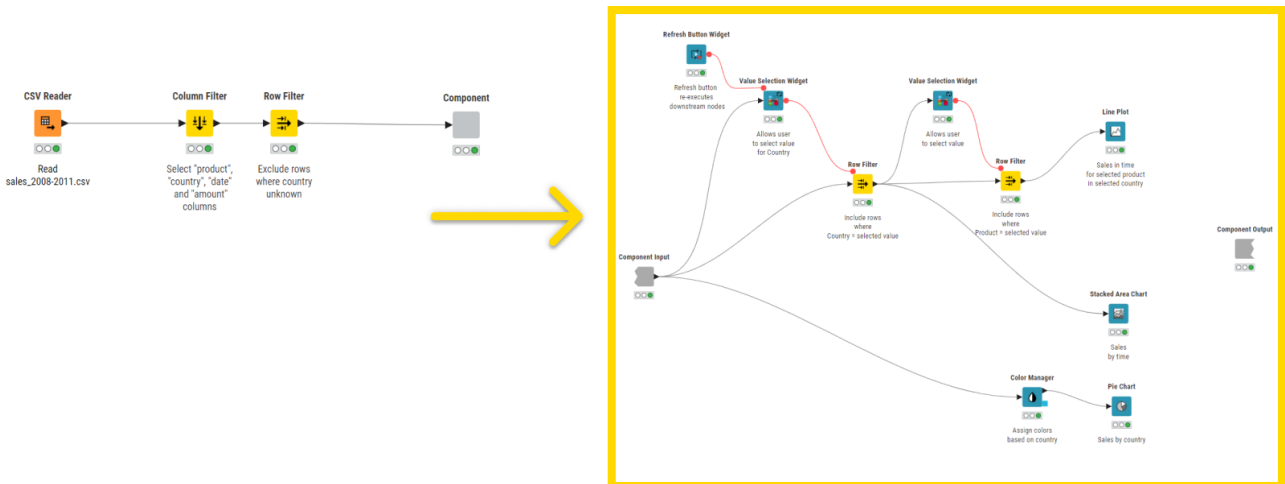 CSV Reader
Read
sales_2008-2011.csv
Column Filter
Select "product",
"country", "date"
and "amount"
columns
Row Filter
Exclude rows
where country
unknown
Component
Refresh Button Widget
Refresh button
re-executes
downstream nodes
Value Selection Widget
Allows user
to select value
for Country
Value Selection Widget
Allows user
to select value
Line Plot
Sales in time
for selected product
in selected country
Row Filter
Include rows
where
Country = selected value
Row Filter
Include rows
where
Product = selected value
Component Input
Component Output
Stacked Area Chart
Sales
by time
Color Manager
Assign colors
based on country
Pie Chart
Sales by country